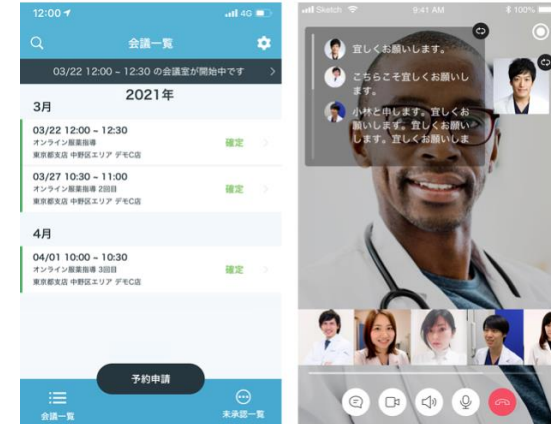 12:00
4G
会議一覧
03/22 12:00 ~ 12:30 の会議室が開始中です
2021年
3月
03/22 12:00 ~ 12:30
オンライン服薬指導
東京都支店 中野区エリア デモC店
確定
03/27 10:30 ~ 11:00
オンライン服薬指導 2回目
東京都支店 中野区エリア デモC店
確定
4月
04/01 10:00 ~ 10:30
オンライン服薬指導 3回目
東京都支店 中野区エリア デモC店
確定
予約申請
会議一覧
未承認一覧
Sketch
9:41 AM
100%
宜しくお願いします。
こちらこそ宜しくお願いし
ます。
小林と申します。宜しくお
願いします。宜しくお願い
します。宜しくお願いしま